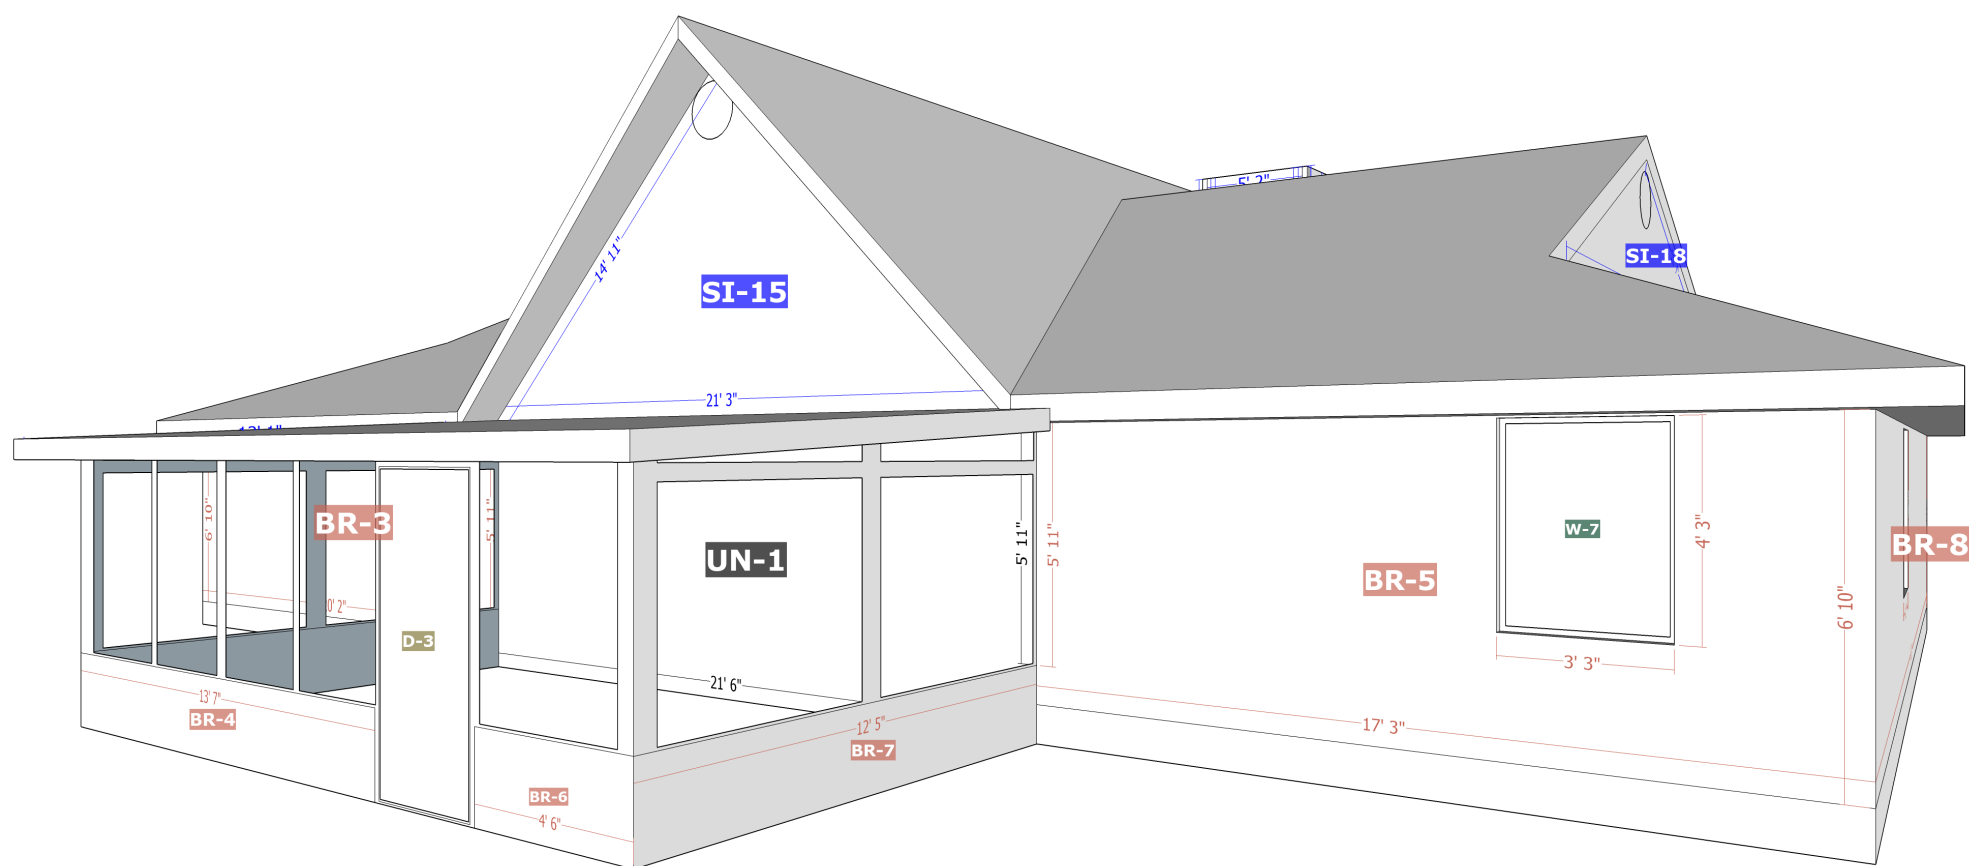 5' 2"
SI-18
14' 11"
SI-15
21' 3"
6' 10"
BR-3
5' 11"
UN-1
5' 11"
5' 11"
W-7
4' 3"
BR-8
BR-5
6' 10"
D-3
3' 3"
21' 6"
13' 7"
BR-4
12' 5"
BR-7
17' 3"
BR-6
4' 6"